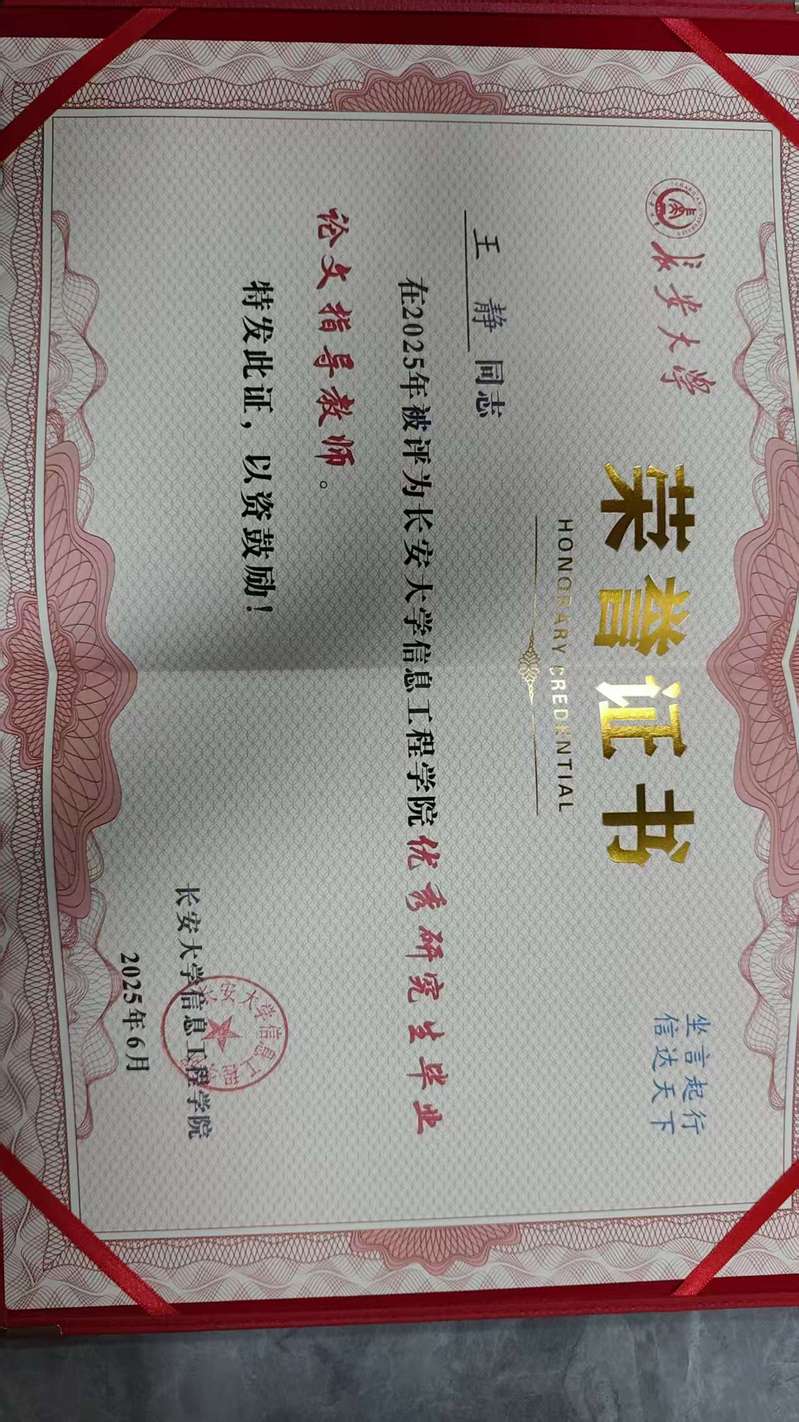 长安大学
坐言起行
信达天下
荣誉证书
HONORARY CREDENTIAL
王 静 同志
在2025年被评为长安大学信息工程学院优秀研究生毕业
论文指导教师。
特发此证，以资鼓励！
长安大学信息工程学院
2025年6月